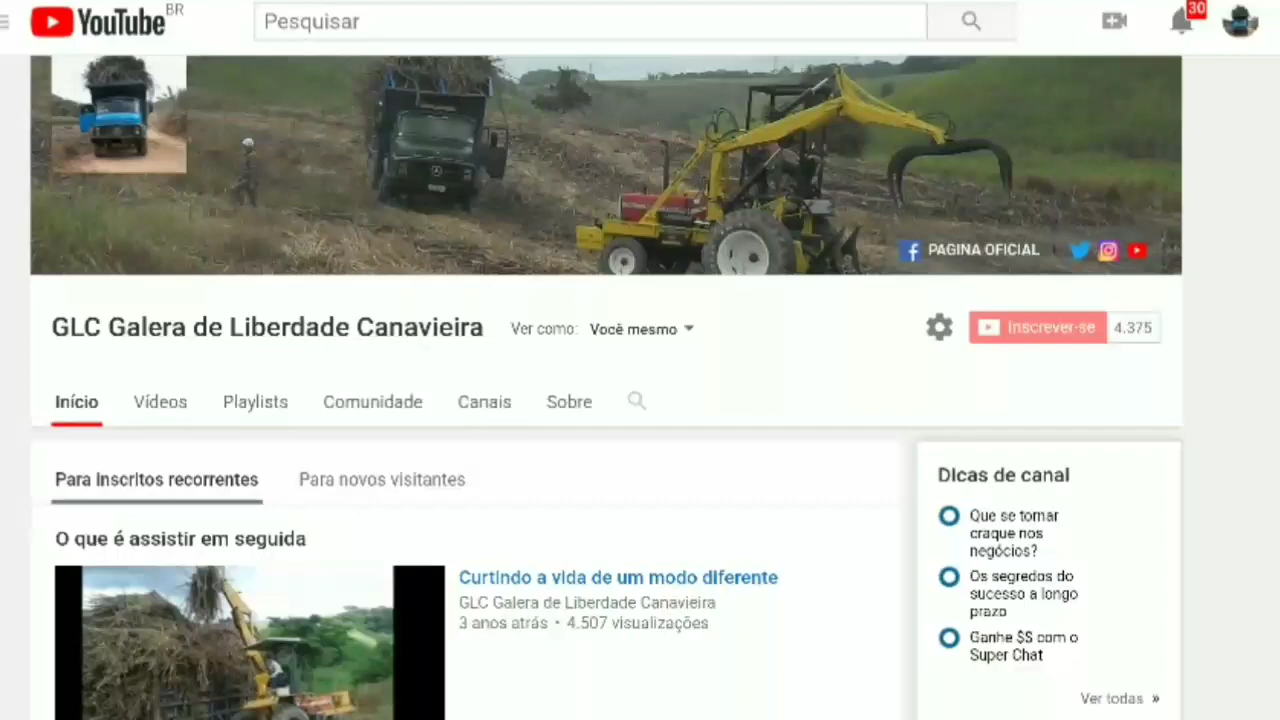 YouTube BR
Pesquisar
30
PAGINA OFICIAL
GLC Galera de Liberdade Canavieira
Ver como: Você mesmo
Inscrever-se 4.375
Início Vídeos Playlists Comunidade Canais Sobre
Para inscritos recorrentes Para novos visitantes
O que é assistir em seguida
Curtindo a vida de um modo diferente
GLC Galera de Liberdade Canavieira
3 anos atrás • 4.507 visualizações
Dicas de canal
Que se tornar
craque nos
negócios?
Os segredos do
sucesso a longo
prazo
Ganhe $S com o
Super Chat
Ver todas »